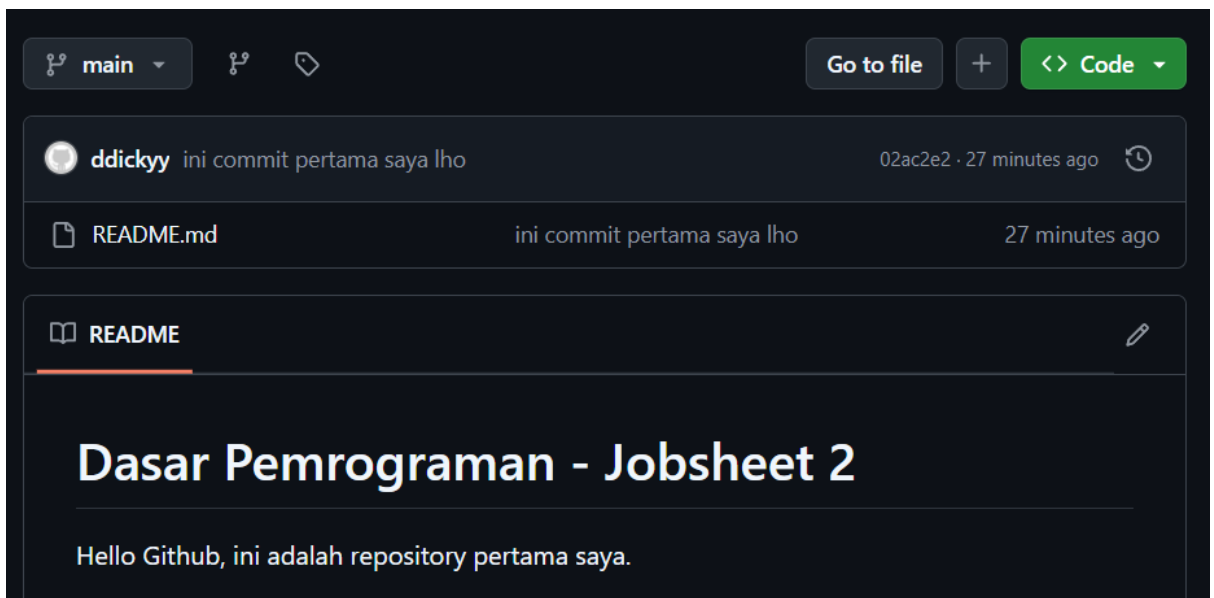 main
Go to file
Code
ddickyy ini commit pertama saya lho 02ac2e2 · 27 minutes ago
README.md ini commit pertama saya lho 27 minutes ago
README
Dasar Pemrograman - Jobsheet 2
Hello Github, ini adalah repository pertama saya.